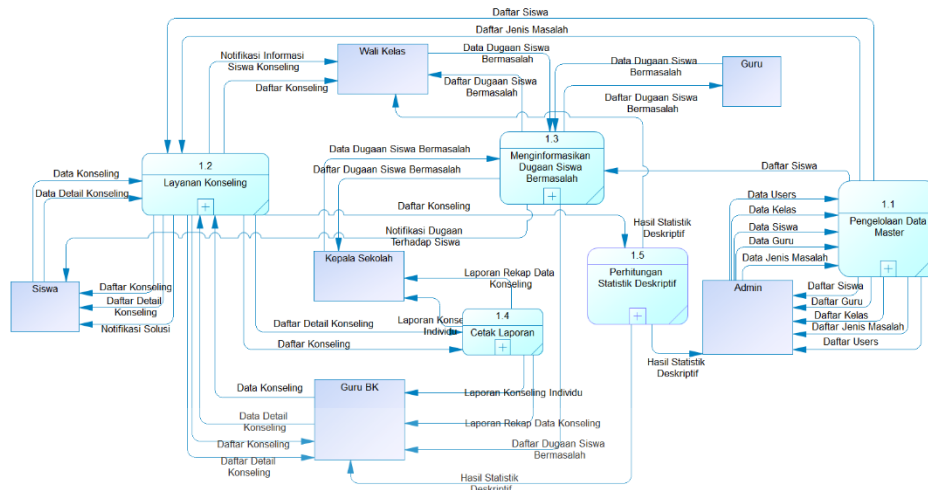 Daftar Siswa
Daftar Jenis Masalah
Notifikasi Informasi
Siswa Konseling
Daftar Konseling
Wali Kelas
Data Dugaan Siswa
Bermasalah
Daftar Dugaan Siswa
Bermasalah
Data Dugaan Siswa
Bermasalah
Daftar Dugaan Siswa
Bermasalah
Guru
1.2
Layanan Konseling
Data Konseling
Data Detail Konseling
Data Dugaan Siswa Bermasalah
Daftar Dugaan Siswa Bermasalah
1.3
Menginformasikan
Dugaan Siswa
Bermasalah
Daftar Siswa
1.1
Pengelolaan Data
Master
Data Users
Data Kelas
Data Siswa
Data Guru
Data Jenis Masalah
Daftar Konseling
Notifikasi Dugaan
Terhadap Siswa
Hasil Statistik
Deskriptif
1.5
Perhitungan
Statistik Deskriptif
Kepala Sekolah
Siswa
Daftar Konseling
Daftar Detail
Konseling
Notifikasi Solusi
Laporan Rekap Data
Konseling
Admin
Daftar Siswa
Daftar Guru
Daftar Kelas
Daftar Jenis Masalah
Daftar Users
1.4
Cetak Laporan
Laporan Konse
Individu
Daftar Detail Konseling
Daftar Konseling
Hasil Statistik
Deskriptif
Guru BK
Data Konseling
Data Detail
Konseling
Daftar Konseling
Daftar Detail
Konseling
Laporan Konseling Individu
Laporan Rekap Data Konseling
Daftar Dugaan Siswa
Bermasalah
Hasil Statistik
Deskriptif